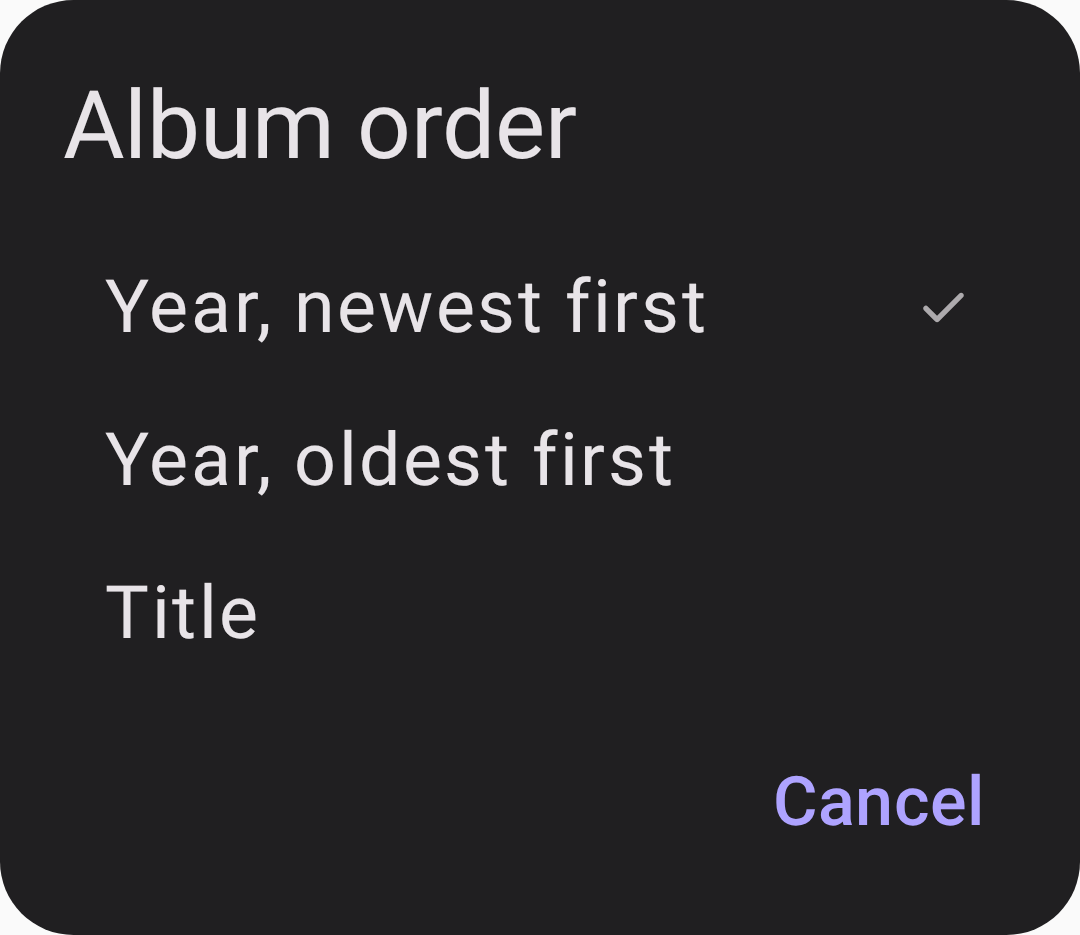 Album order
Year, newest first
Year, oldest first
Title
Cancel